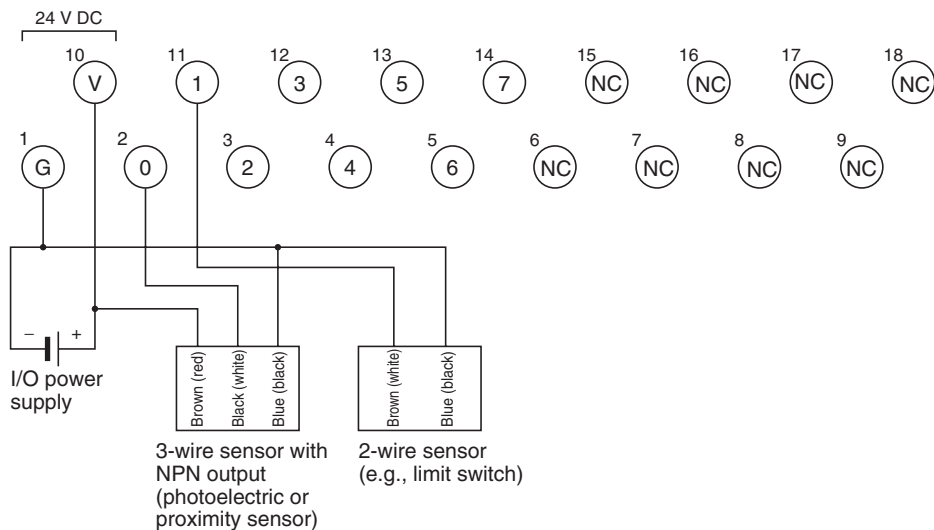 24 V DC
10 11 12 13 14 15 16 17 18
V 1 3 5 7 NC NC NC NC
1 2 3 4 5 6 7 8 9
G 0 2 4 6 NC NC NC NC
− +
I/O power
supply
Brown (red)
Black (white)
Blue (black)
Brown (white)
Blue (black)
3-wire sensor with
NPN output
(photoelectric or
proximity sensor)
2-wire sensor
(e.g., limit switch)